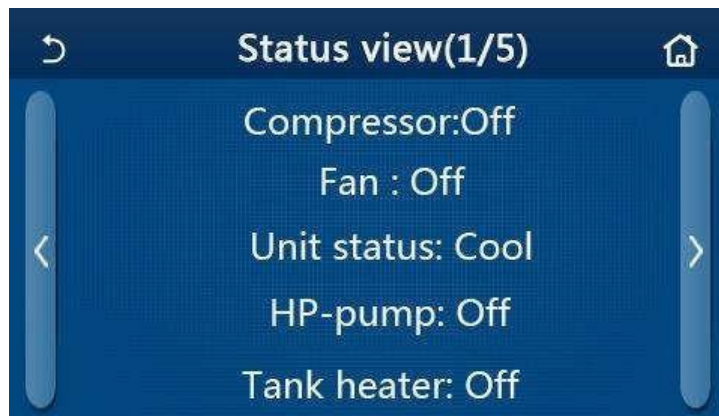 Status view(1/5)
Compressor:Off
Fan : Off
Unit status: Cool
HP-pump: Off
Tank heater: Off